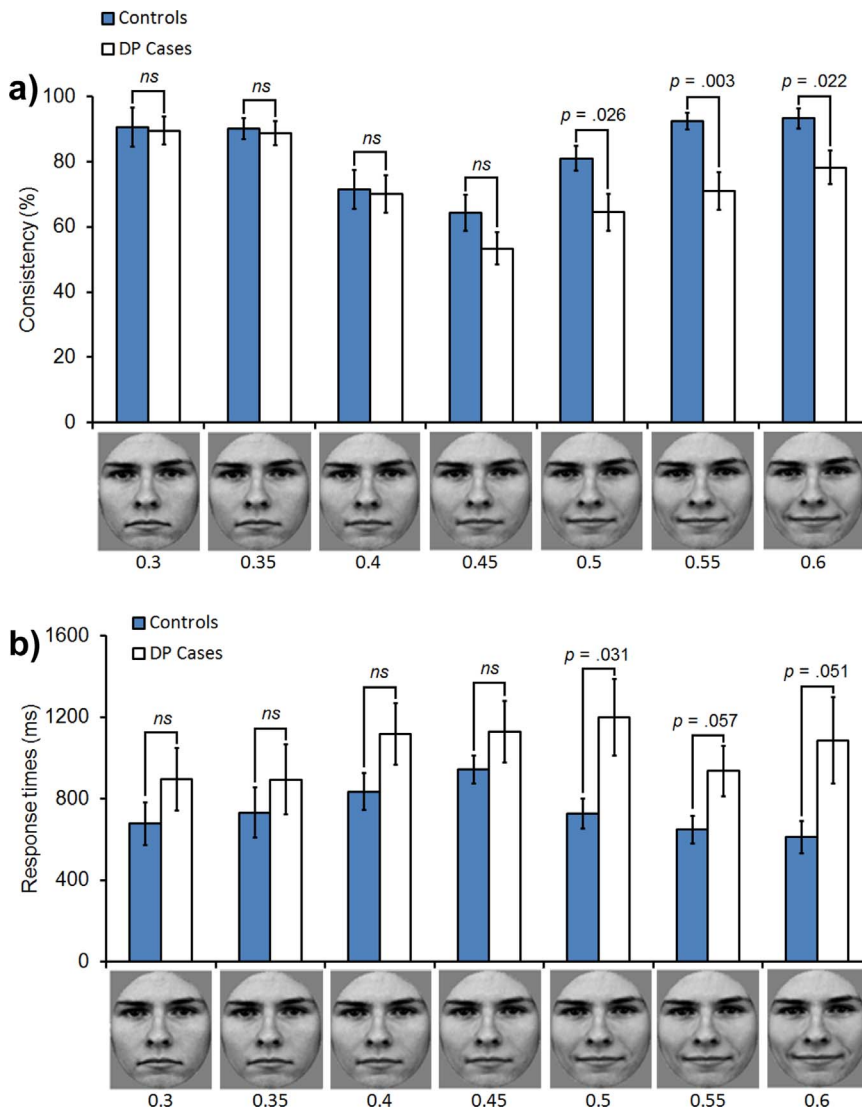 Controls
DP Cases
a)
ns
ns
ns
ns
p = .026
p = .003
p = .022
100
80
60
40
20
0
Consistency (%)
0.3 0.35 0.4 0.45 0.5 0.55 0.6
b)
Controls
DP Cases
ns
ns
ns
ns
p = .031
p = .057
p = .051
1600
1200
800
400
0
Response times (ms)
0.3 0.35 0.4 0.45 0.5 0.55 0.6